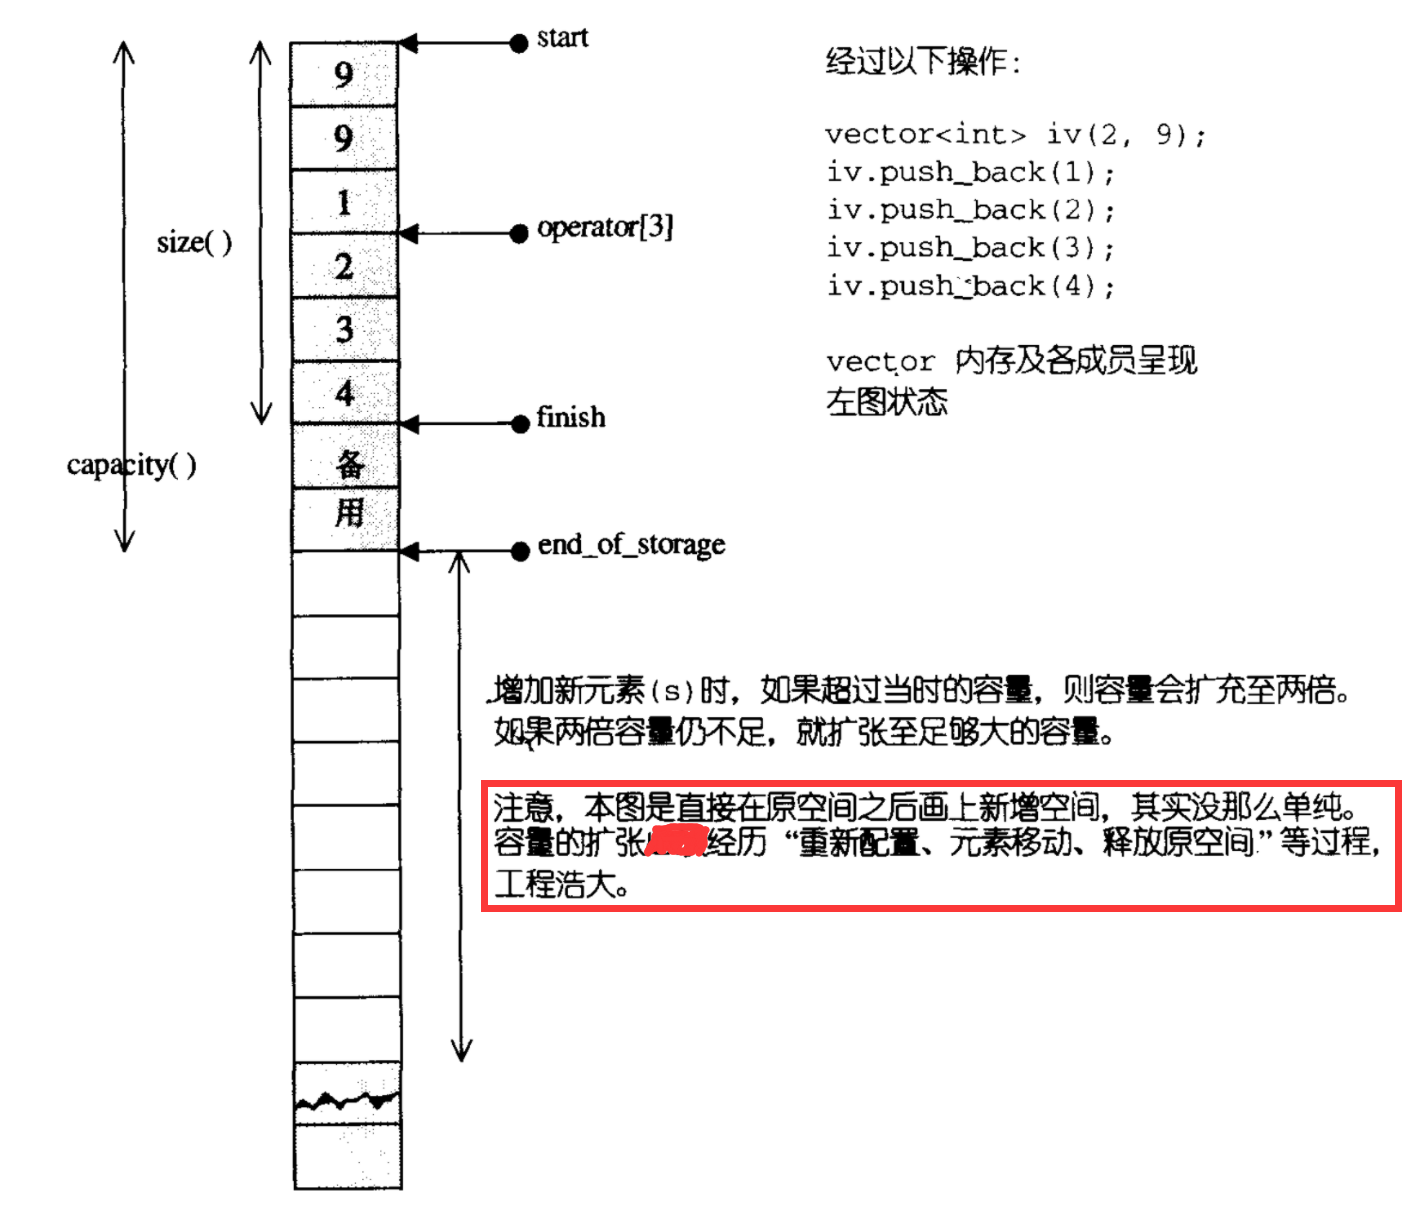 start
9
9
1
operator[3]
size( )
2
3
4
finish
capacity( )
备
用
end_of_storage
经过以下操作：
vector<int> iv(2, 9);
iv.push_back(1);
iv.push_back(2);
iv.push_back(3);
iv.push_back(4);
vector 内存及各成员呈现
左图状态
增加新元素(s)时，如果超过当时的容量，则容量会扩充至两倍。
如果两倍容量仍不足，就扩张至足够大的容量。
注意，本图是直接在原空间之后画上新增空间，其实没那么单纯。
容量的扩张经历“重新配置、元素移动、释放原空间”等过程，
工程浩大。